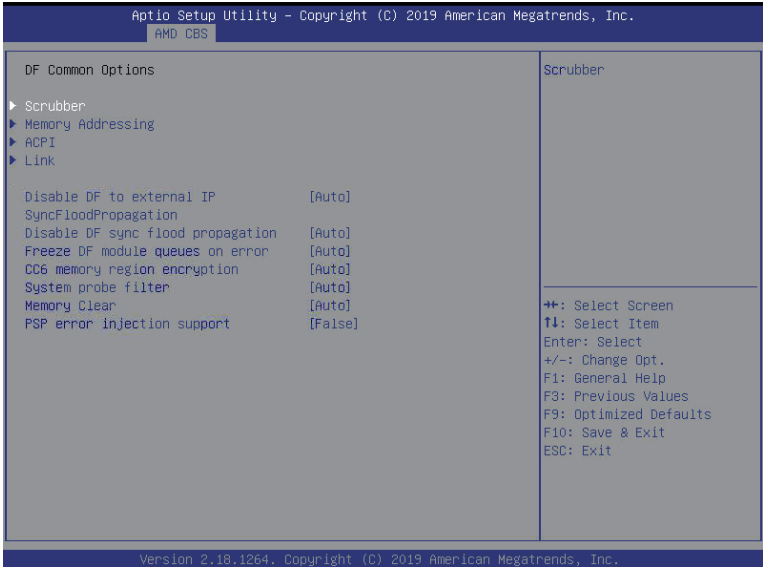 Aptio Setup Utility – Copyright (C) 2019 American Megatrends, Inc.
AMD CBS
DF Common Options
Scrubber
Memory Addressing
ACPI
Link
Disable DF to external IP [Auto]
SyncFloodPropagation
Disable DF sync flood propagation [Auto]
Freeze DF module queues on error [Auto]
CC6 memory region encryption [Auto]
System probe filter [Auto]
Memory Clear [Auto]
PSP error injection support [False]
Scrubber
→←: Select Screen
↑↓: Select Item
Enter: Select
+/-: Change Opt.
F1: General Help
F3: Previous Values
F9: Optimized Defaults
F10: Save & Exit
ESC: Exit
Version 2.18.1264. Copyright (C) 2019 American Megatrends, Inc.